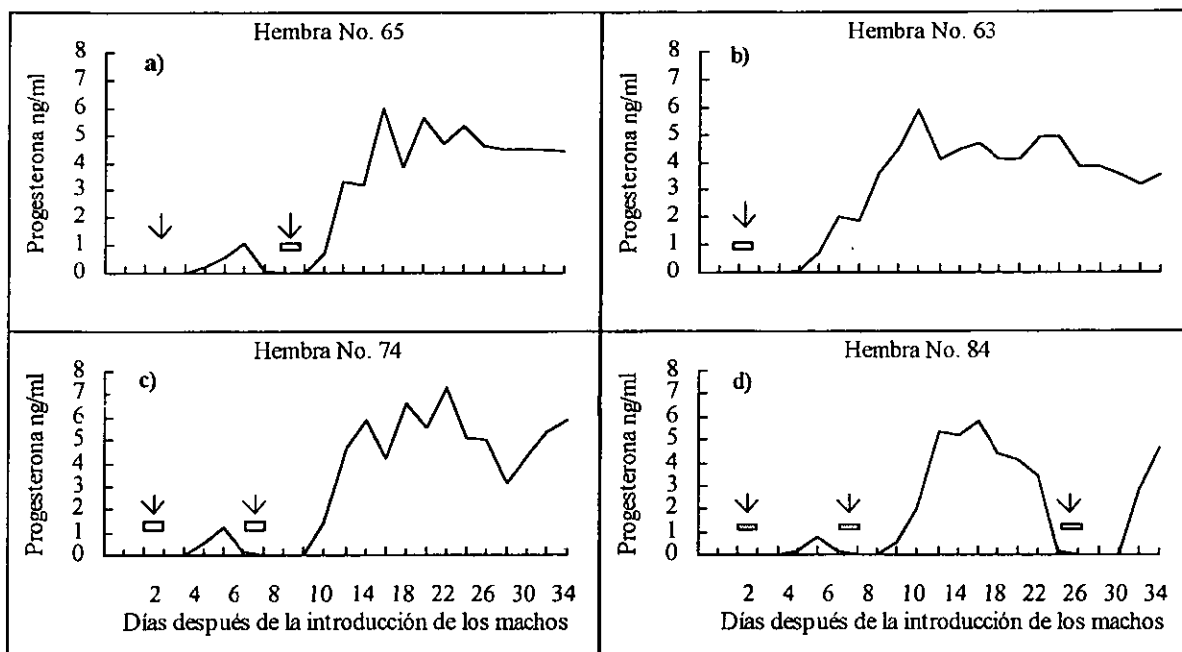 Hembra No. 65
a)
Progesterona ng/ml
8
7
6
5
4
3
2
1
0
Hembra No. 63
b)
Progesterona ng/ml
8
7
6
5
4
3
2
1
0
Hembra No. 74
c)
Progesterona ng/ml
8
7
6
5
4
3
2
1
0
2 4 6 8 10 14 18 22 26 30 34
Días después de la introducción de los machos
Hembra No. 84
d)
Progesterona ng/ml
8
7
6
5
4
3
2
1
0
2 4 6 8 10 14 18 22 26 30 34
Días después de la introducción de los machos